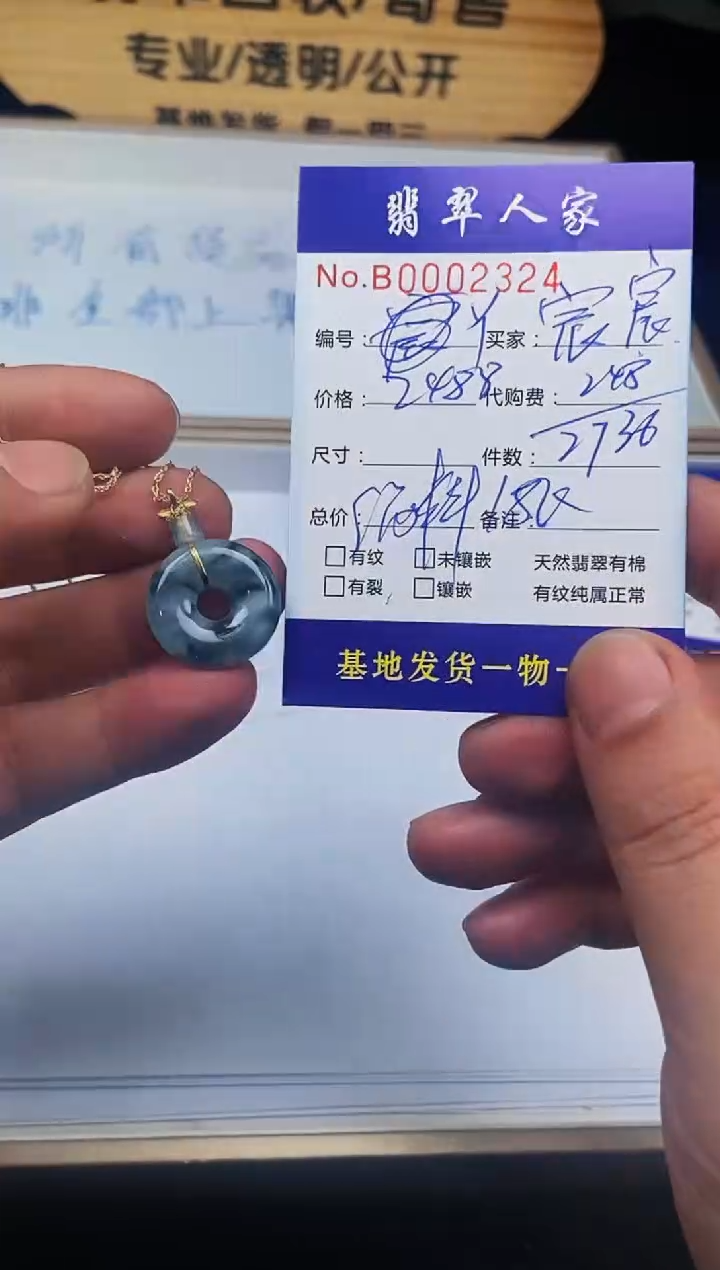 专业/透明/公开
翡翠人家
No.B0002324
编号: 买家: 宸宸
价格: 2488 代购费: 248
2736
尺寸: 件数:
总价: 备注: 18K
有纹 未镶嵌 天然翡翠有棉
有裂 镶嵌 有纹纯属正常
基地发货一物一